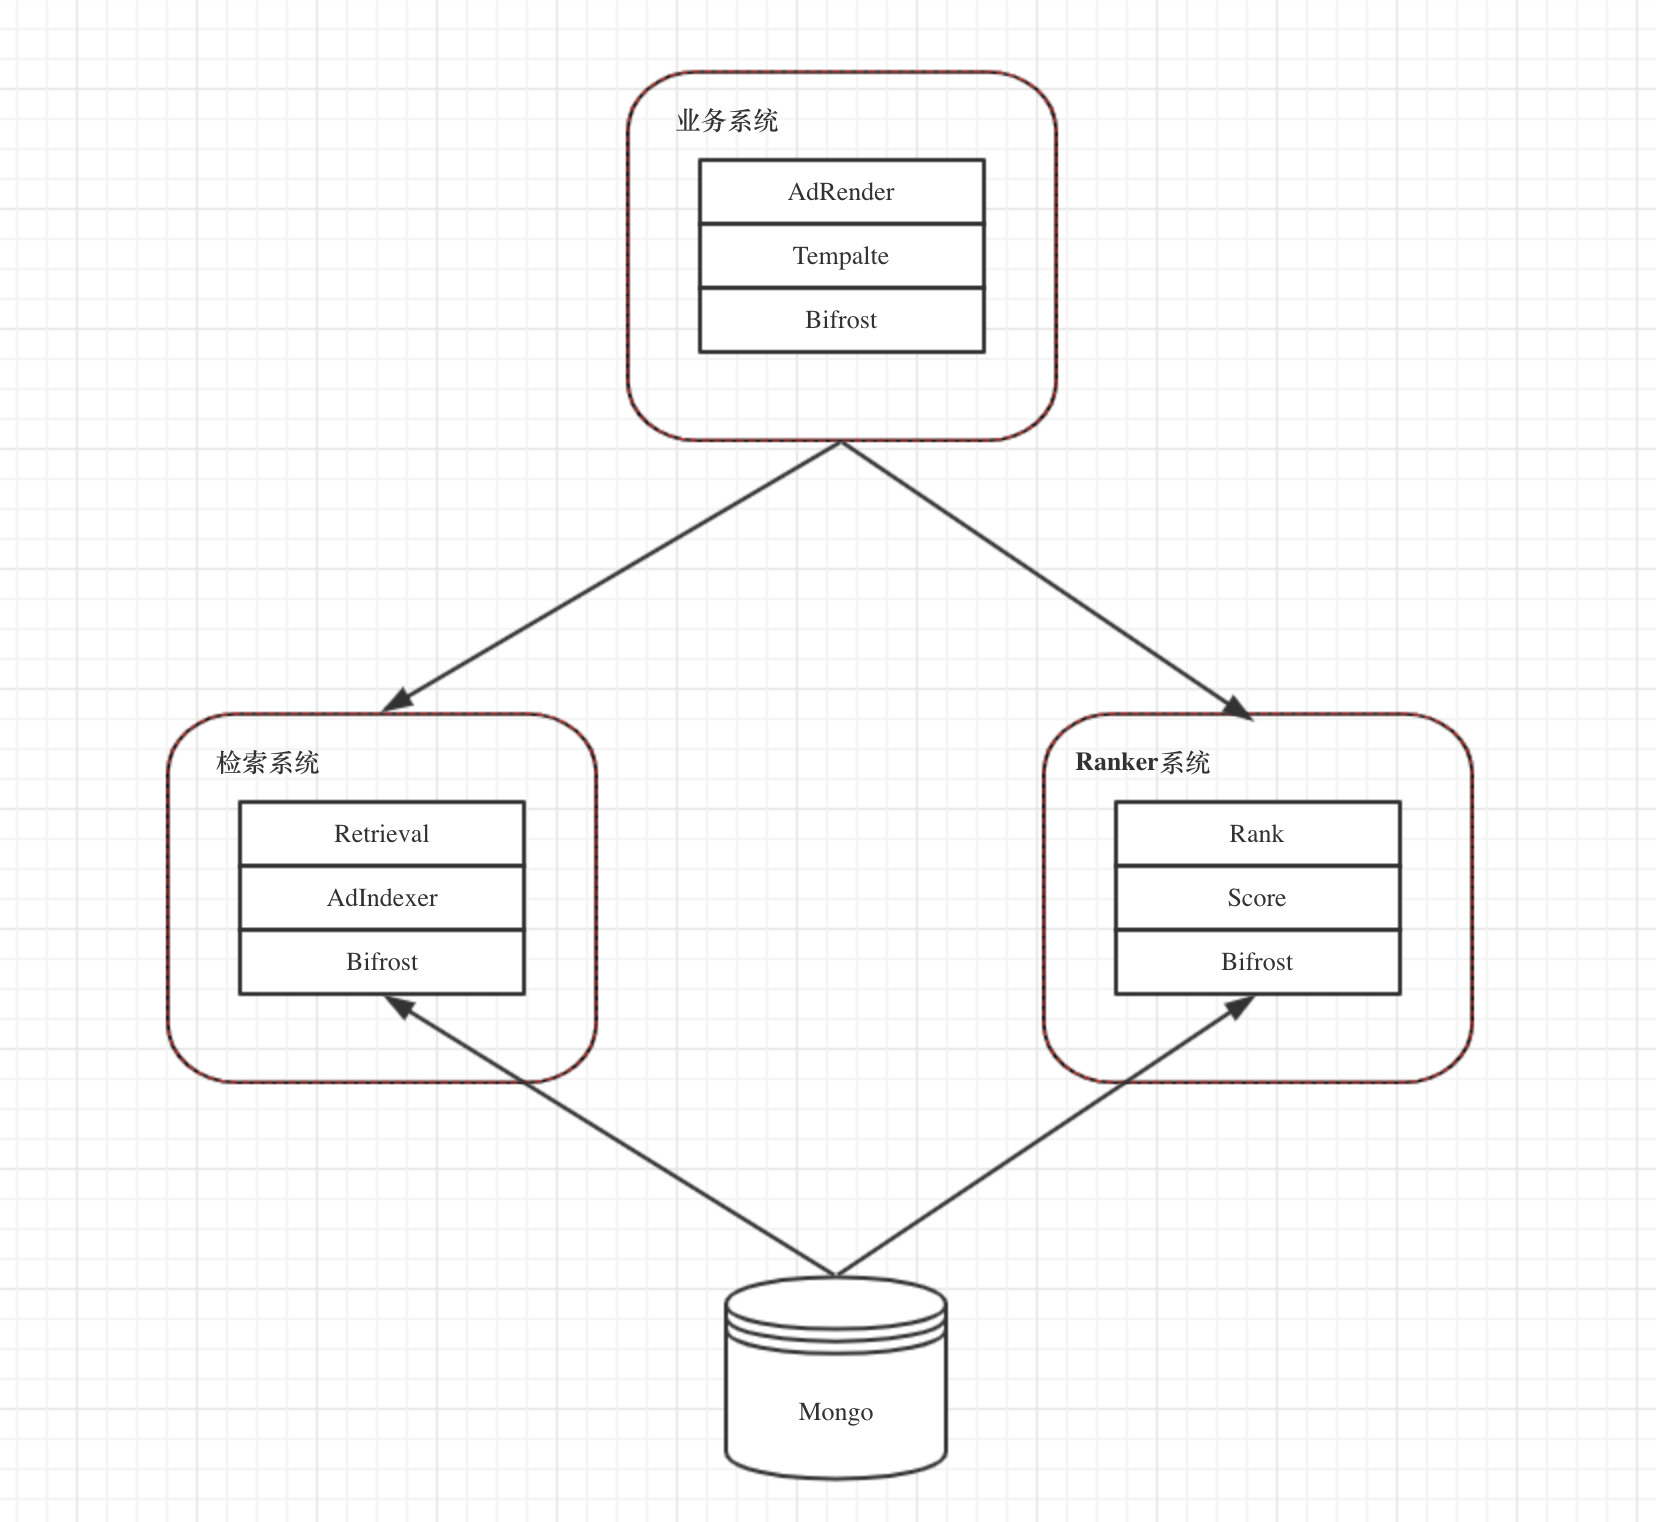 业务系统
AdRender
Tempalte
Bifrost
检索系统
Retrieval
AdIndexer
Bifrost
Ranker系统
Rank
Score
Bifrost
Mongo